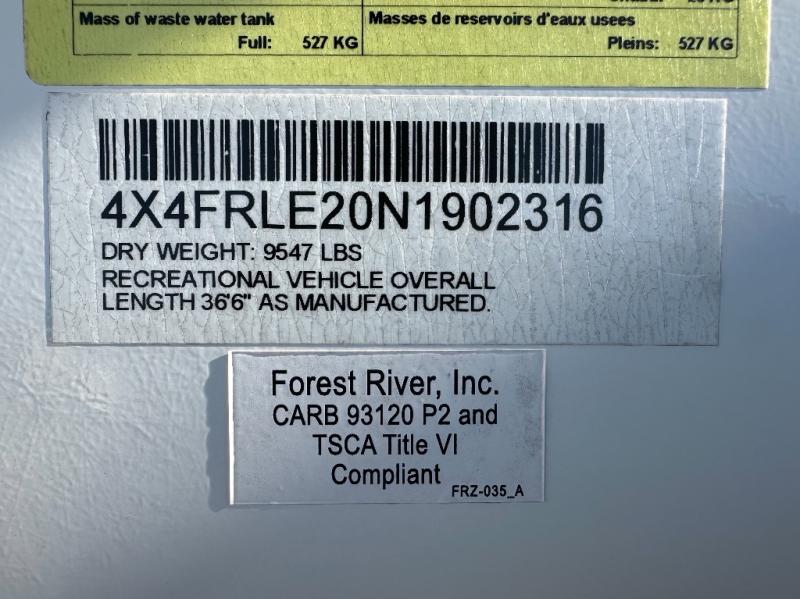 Mass of waste water tank Masses de reservoirs d'eaux usees
Full: 527 KG Pleins: 527 KG
4X4FRLE20N1902316
DRY WEIGHT: 9547 LBS
RECREATIONAL VEHICLE OVERALL
LENGTH 36'6" AS MANUFACTURED.
Forest River, Inc.
CARB 93120 P2 and
TSCA Title VI
Compliant
FRZ-035_A